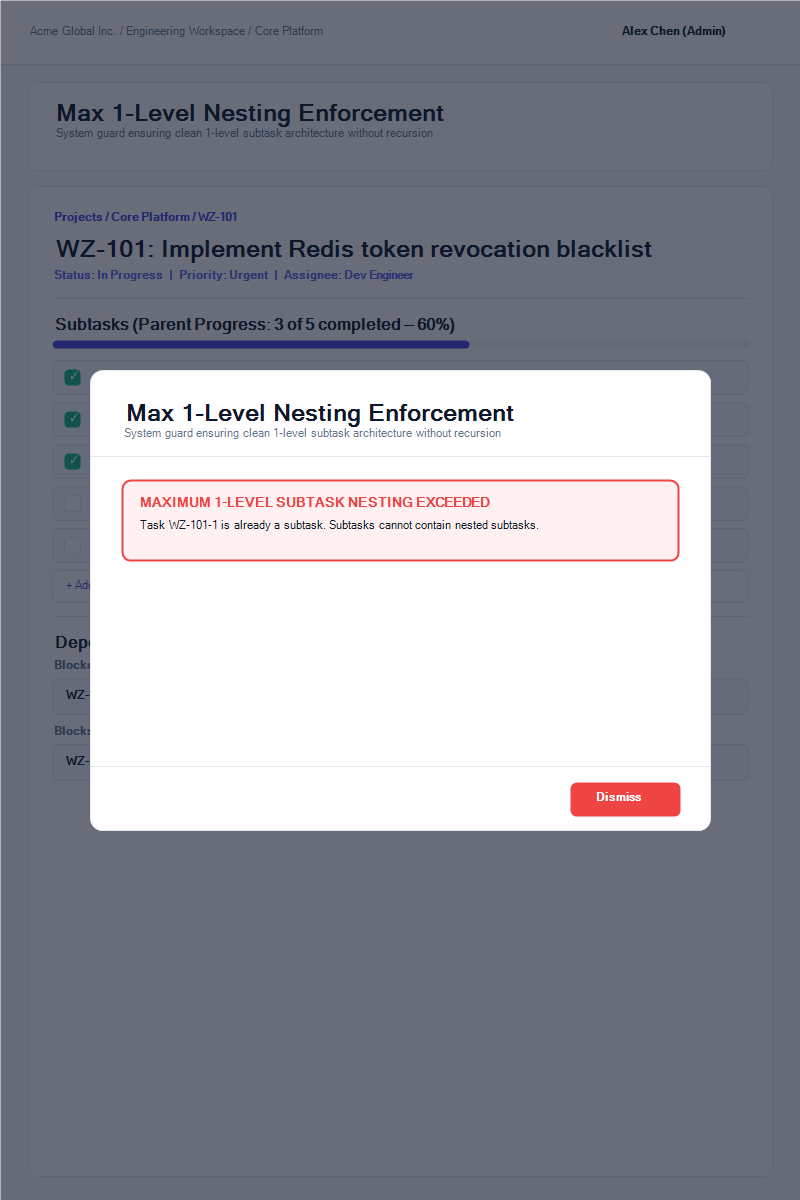 Acme Global Inc. / Engineering Workspace / Core Platform
Alex Chen (Admin)
Max 1-Level Nesting Enforcement
System guard ensuring clean 1-level subtask architecture without recursion
Projects / Core Platform / WZ-101
WZ-101: Implement Redis token revocation blacklist
Status: In Progress | Priority: Urgent | Assignee: Dev Engineer
Subtasks (Parent Progress: 3 of 5 completed — 60%)
Max 1-Level Nesting Enforcement
System guard ensuring clean 1-level subtask architecture without recursion
MAXIMUM 1-LEVEL SUBTASK NESTING EXCEEDED
Task WZ-101-1 is already a subtask. Subtasks cannot contain nested subtasks.
+
WZ-
WZ-
Dismiss